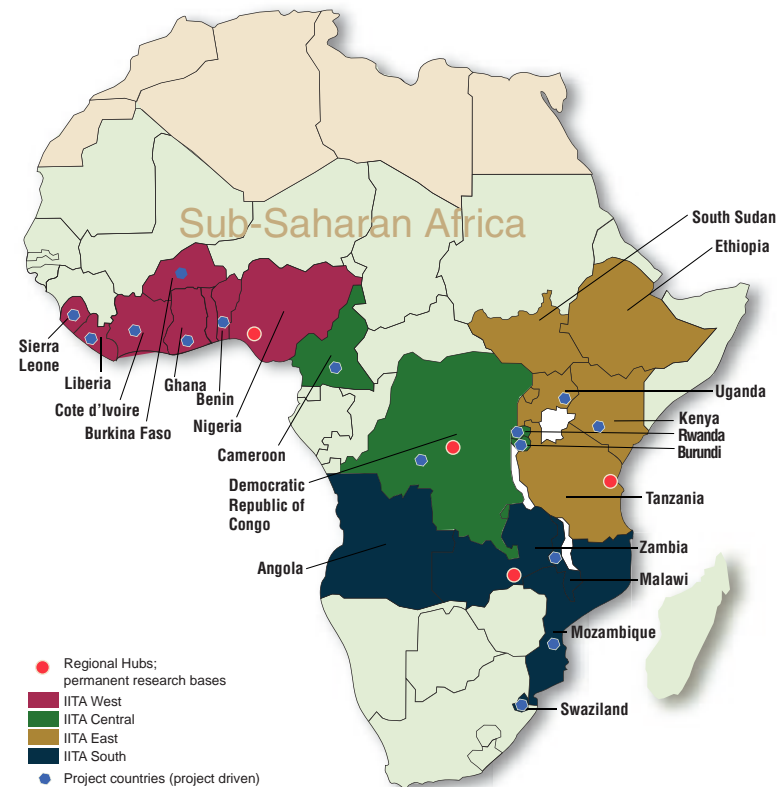 Sub-Saharan Africa
South Sudan
Ethiopia
Sierra
Leone
Liberia
Cote d'Ivoire
Burkina Faso
Ghana
Benin
Nigeria
Cameroon
Democratic
Republic of
Congo
Angola
Uganda
Kenya
Rwanda
Burundi
Tanzania
Zambia
Malawi
Mozambique
Swaziland
Regional Hubs;
permanent research bases
IITA West
IITA Central
IITA East
IITA South
Project countries (project driven)